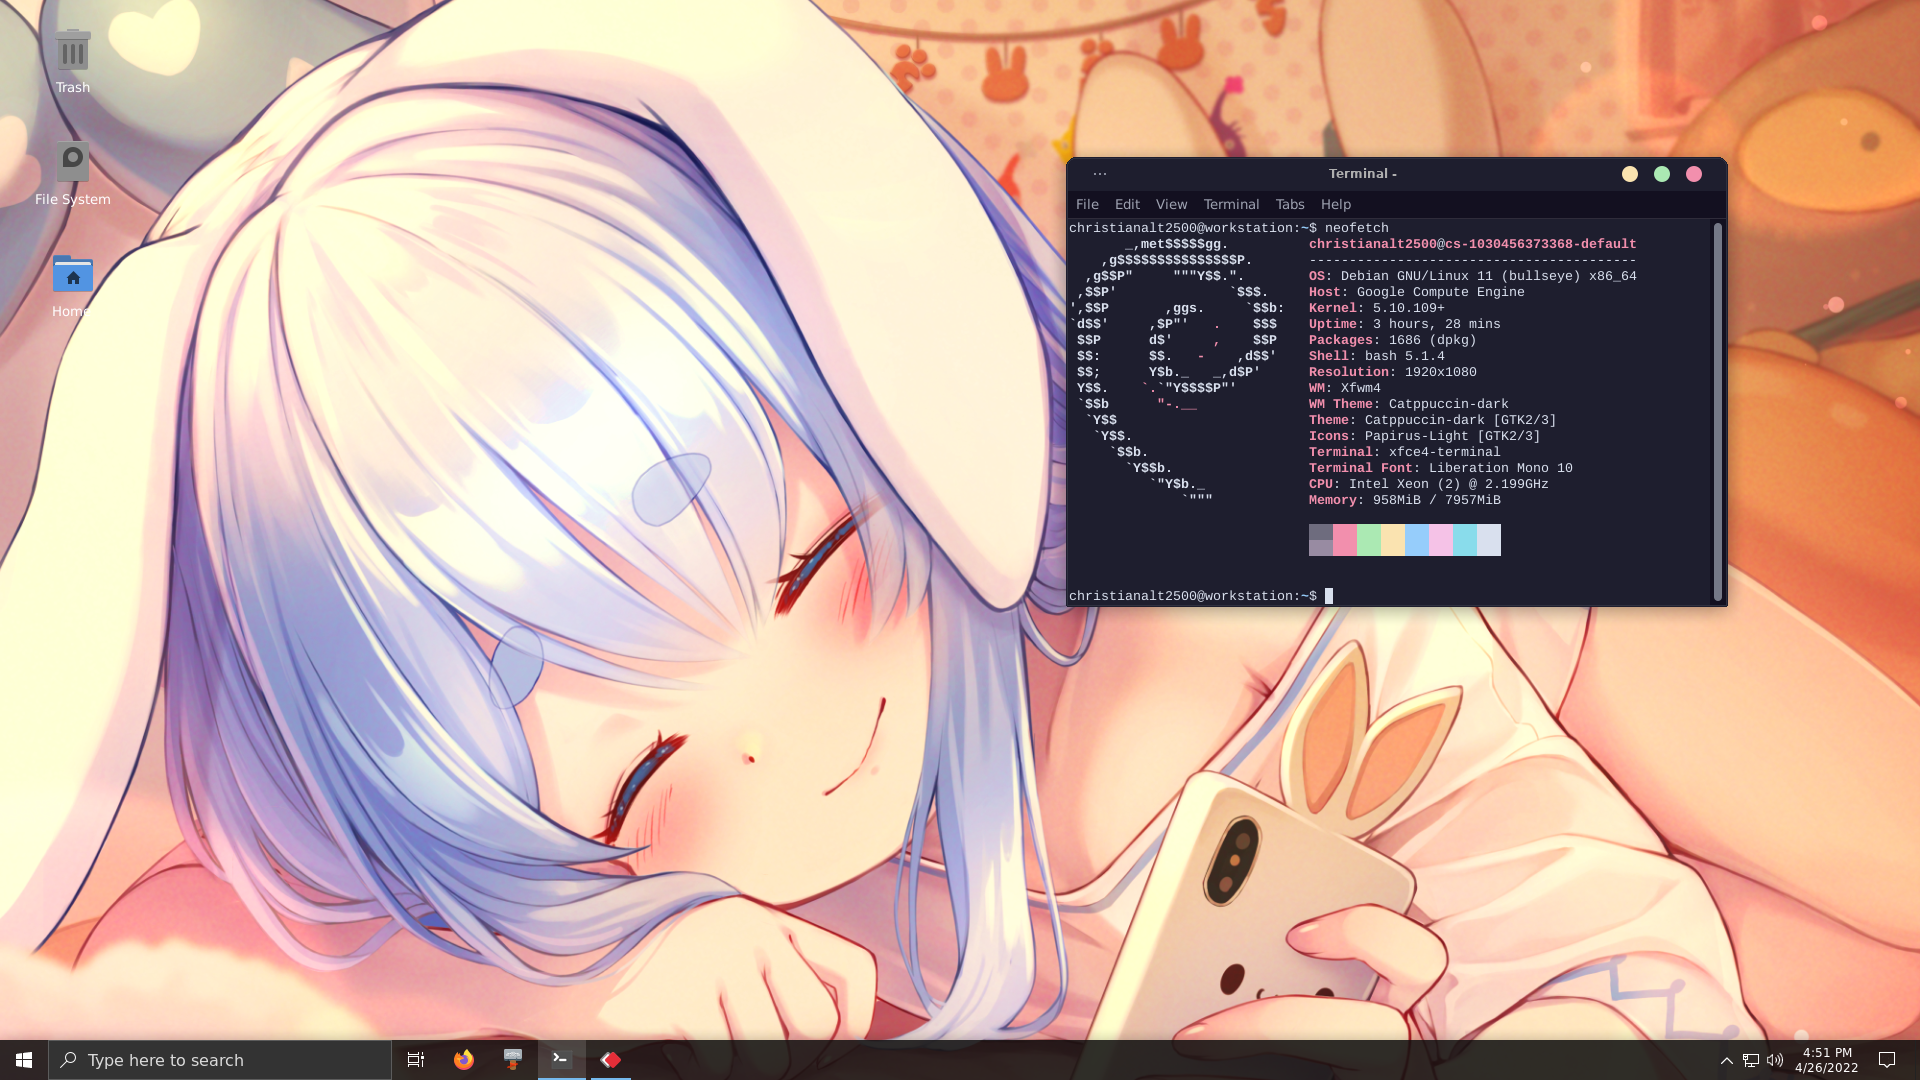 Trash
File System
Home
Terminal -
File Edit View Terminal Tabs Help
christianalt2500@workstation:~$ neofetch
_,met$$$$$gg.
,g$$$$$$$$$$$$$$$P.
,g$$P"     """Y$$.".
,$$P'              `$$$.
',$$P       ,ggs.     `$$b:
`d$$'     ,$P"'   .    $$$
$$P      d$'     ,    $$P
$$:      $$.   -    ,d$$'
$$;      Y$b._   _,d$P'
Y$$.    `.`"Y$$$$P"'
`$$b      "-.__
`Y$$
`Y$$.
`$$b.
`Y$$b.
`"Y$b._
`"""
christianalt2500@cs-1030456373368-default
-----------------------------------------
OS: Debian GNU/Linux 11 (bullseye) x86_64
Host: Google Compute Engine
Kernel: 5.10.109+
Uptime: 3 hours, 28 mins
Packages: 1686 (dpkg)
Shell: bash 5.1.4
Resolution: 1920x1080
WM: Xfwm4
WM Theme: Catppuccin-dark
Theme: Catppuccin-dark [GTK2/3]
Icons: Papirus-Light [GTK2/3]
Terminal: xfce4-terminal
Terminal Font: Liberation Mono 10
CPU: Intel Xeon (2) @ 2.199GHz
Memory: 958MiB / 7957MiB
christianalt2500@workstation:~$
Type here to search
4:51 PM
4/26/2022